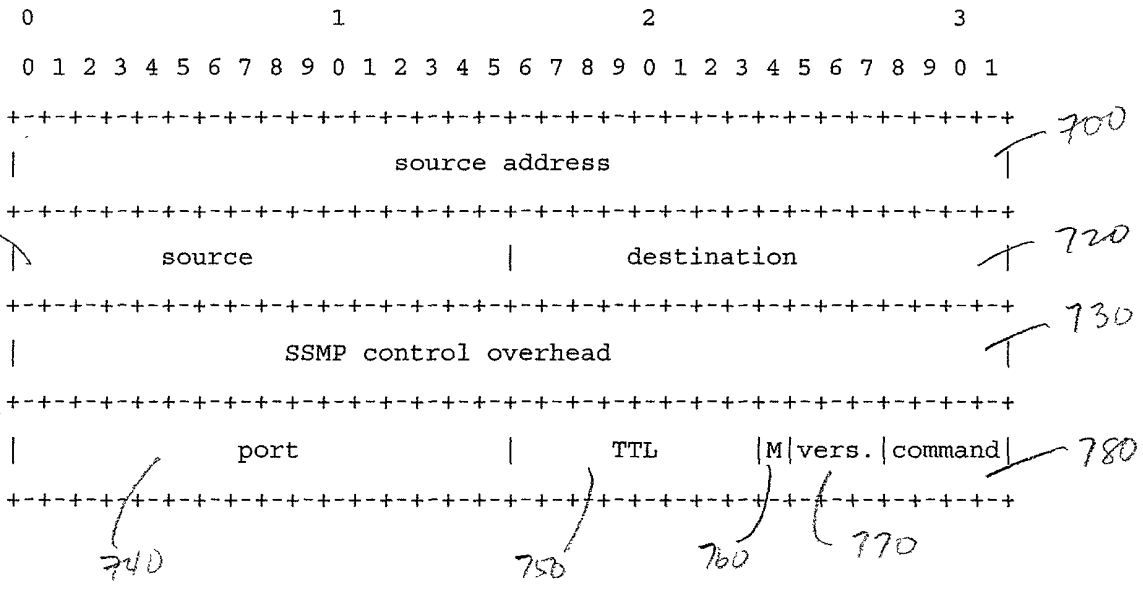 0 1 2 3
0 1 2 3 4 5 6 7 8 9 0 1 2 3 4 5 6 7 8 9 0 1 2 3 4 5 6 7 8 9 0 1
+-+-+-+-+-+-+-+-+-+-+-+-+-+-+-+-+-+-+-+-+-+-+-+-+-+-+-+-+-+-+-+-+
| source address | 700
+-+-+-+-+-+-+-+-+-+-+-+-+-+-+-+-+-+-+-+-+-+-+-+-+-+-+-+-+-+-+-+-+
| source | destination | 720
+-+-+-+-+-+-+-+-+-+-+-+-+-+-+-+-+-+-+-+-+-+-+-+-+-+-+-+-+-+-+-+-+
| SSMP control overhead | 730
+-+-+-+-+-+-+-+-+-+-+-+-+-+-+-+-+-+-+-+-+-+-+-+-+-+-+-+-+-+-+-+-+
| port | TTL |M|vers.|command| 780
+-+-+-+-+-+-+-+-+-+-+-+-+-+-+-+-+-+-+-+-+-+-+-+-+-+-+-+-+-+-+-+-+
740 750 760 770